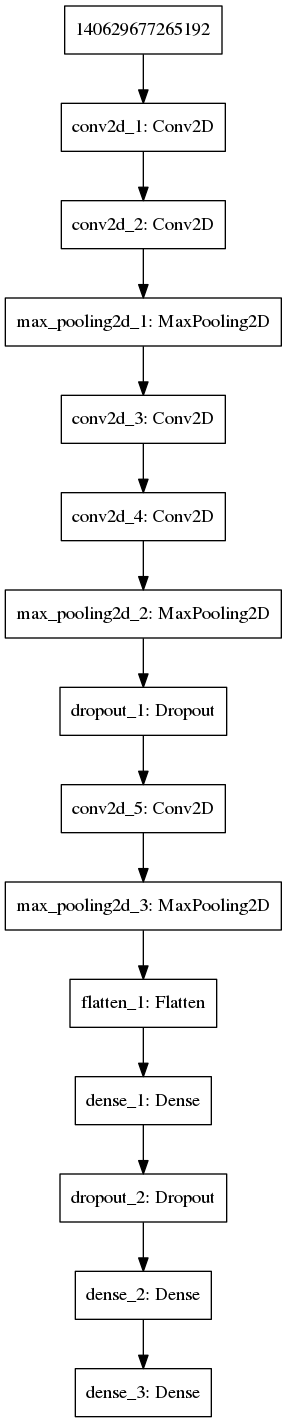 140629677265192
conv2d_1: Conv2D
conv2d_2: Conv2D
max_pooling2d_1: MaxPooling2D
conv2d_3: Conv2D
conv2d_4: Conv2D
max_pooling2d_2: MaxPooling2D
dropout_1: Dropout
conv2d_5: Conv2D
max_pooling2d_3: MaxPooling2D
flatten_1: Flatten
dense_1: Dense
dropout_2: Dropout
dense_2: Dense
dense_3: Dense